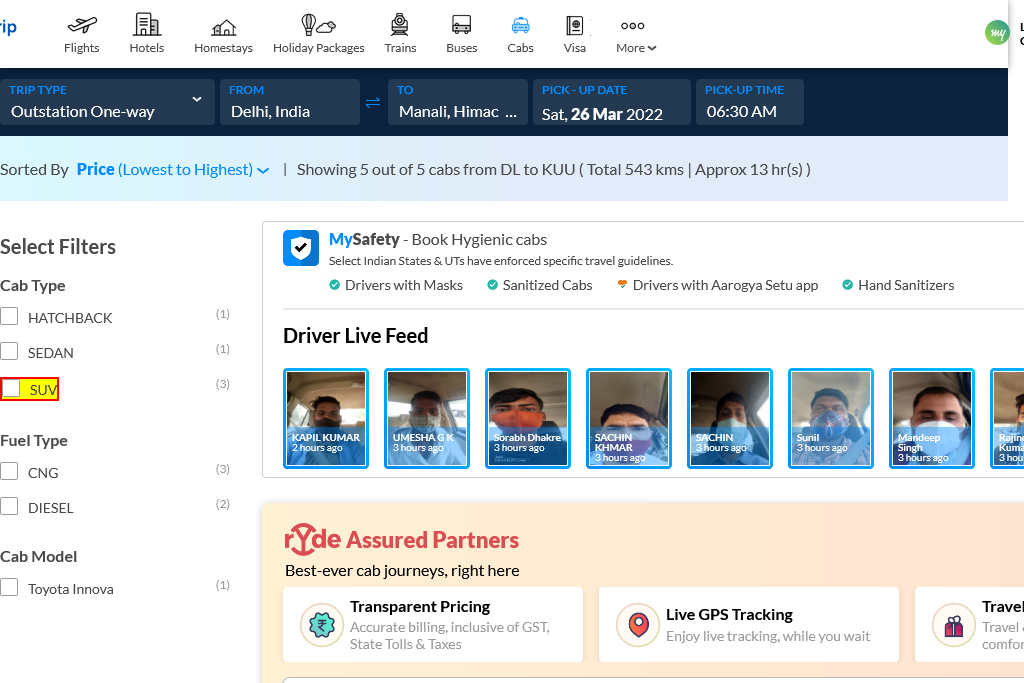 rip
Flights
Hotels
Homestays
Holiday Packages
Trains
Buses
Cabs
Visa
More
my
TRIP TYPE
Outstation One-way
FROM
Delhi, India
TO
Manali, Himac ...
PICK - UP DATE
Sat, 26 Mar 2022
PICK-UP TIME
06:30 AM
Sorted By Price (Lowest to Highest) | Showing 5 out of 5 cabs from DL to KUU ( Total 543 kms | Approx 13 hr(s) )
Select Filters
Cab Type
HATCHBACK (1)
SEDAN (1)
SUV (3)
Fuel Type
CNG (3)
DIESEL (2)
Cab Model
Toyota Innova (1)
MySafety - Book Hygienic cabs
Select Indian States & UTs have enforced specific travel guidelines.
Drivers with Masks
Sanitized Cabs
Drivers with Aarogya Setu app
Hand Sanitizers
Driver Live Feed
KAPIL KUMAR
2 hours ago
UMESHA G K
3 hours ago
Sorabh Dhakre
3 hours ago
SACHIN
KHMAR
3 hours ago
SACHIN
3 hours ago
Sunil
3 hours ago
Mandeep
Singh
3 hours ago
Rajin
Kuma
3 hou
rYde Assured Partners
Best-ever cab journeys, right here
Transparent Pricing
Accurate billing, inclusive of GST,
State Tolls & Taxes
Live GPS Tracking
Enjoy live tracking, while you wait
Travel
Travel
comfor